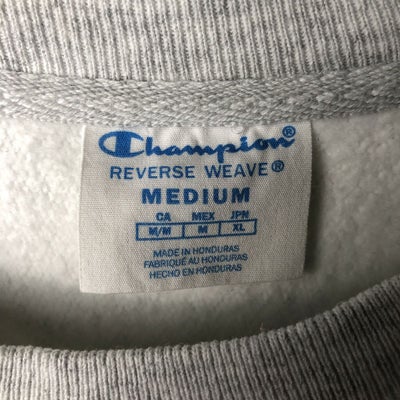 Champion®
REVERSE WEAVE®
MEDIUM
CA MEX JPN
M/M M XL
MADE IN HONDURAS
FABRIQUÉ AU HONDURAS
HECHO EN HONDURAS